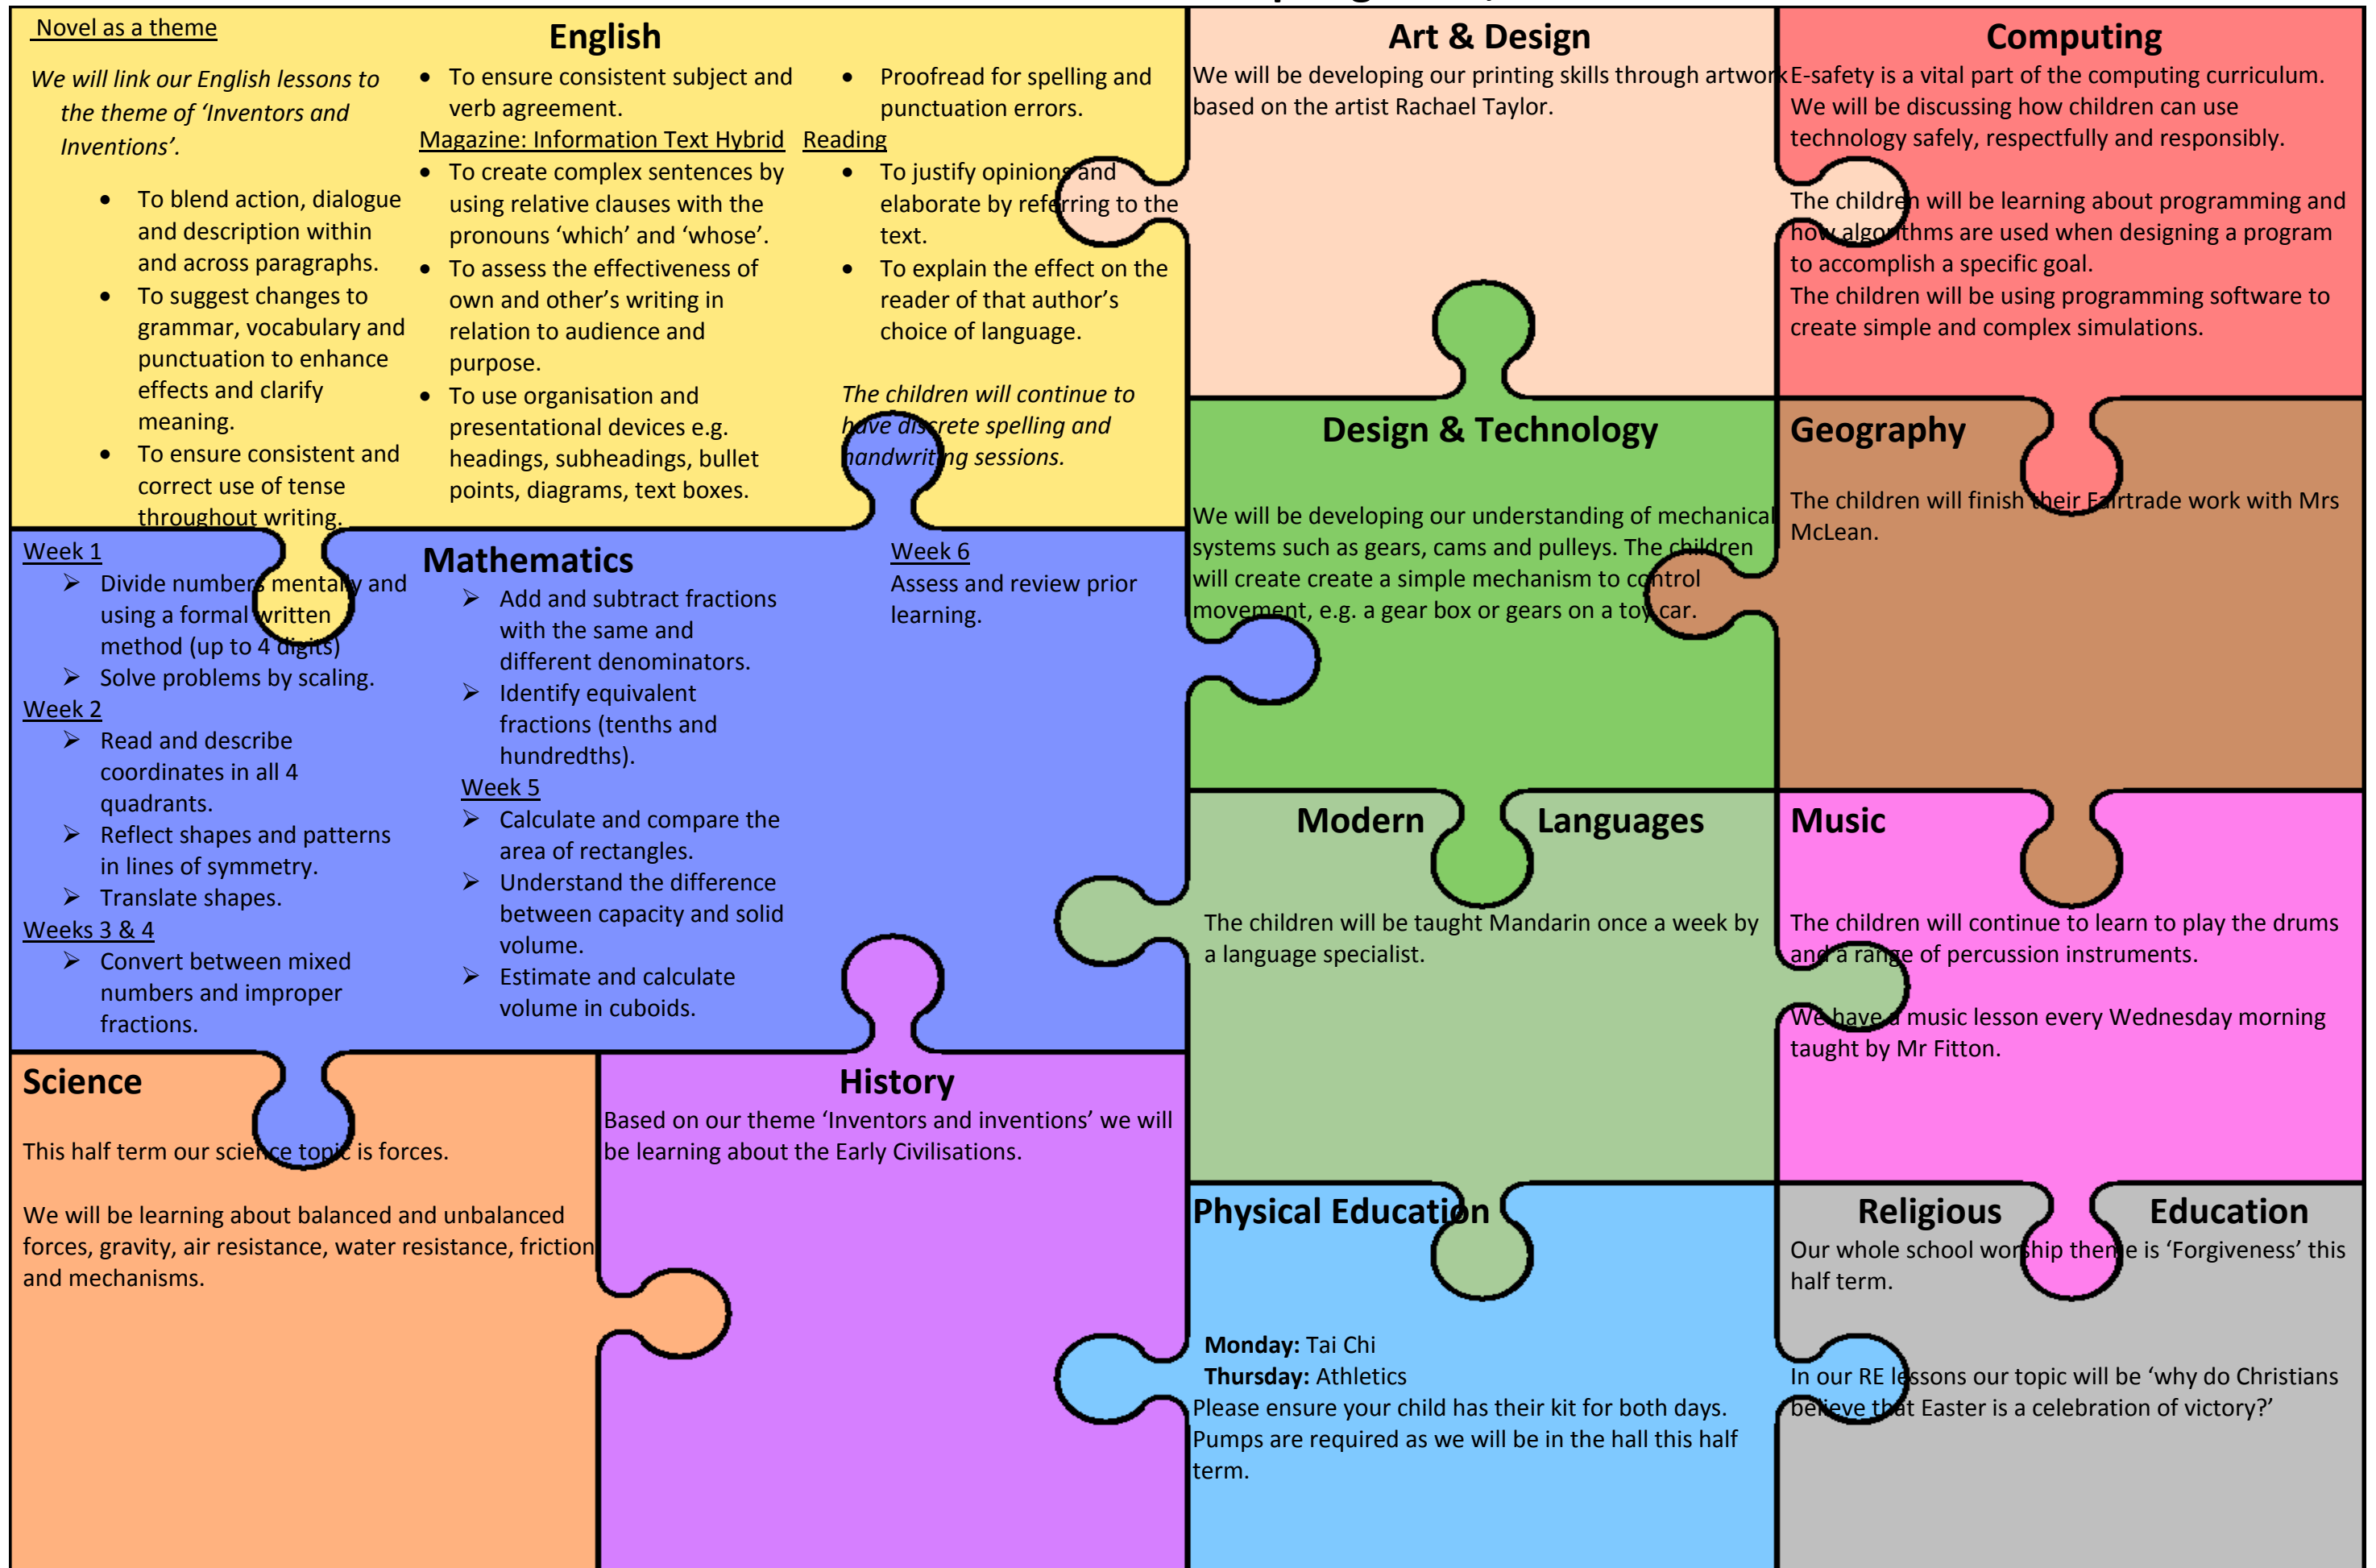 Novel as a theme
English
We will link our English lessons to
the theme of ‘Inventors and
Inventions’.
• To blend action, dialogue
and description within
and across paragraphs.
• To suggest changes to
grammar, vocabulary and
punctuation to enhance
effects and clarify
meaning.
• To ensure consistent and
correct use of tense
throughout writing.
• To ensure consistent subject and
verb agreement.
Magazine: Information Text Hybrid
• To create complex sentences by
using relative clauses with the
pronouns ‘which’ and ‘whose’.
• To assess the effectiveness of
own and other’s writing in
relation to audience and
purpose.
• To use organisation and
presentational devices e.g.
headings, subheadings, bullet
points, diagrams, text boxes.
• Proofread for spelling and
punctuation errors.
Reading
• To justify opinions and
elaborate by referring to the
text.
• To explain the effect on the
reader of that author’s
choice of language.
The children will continue to
have discrete spelling and
handwriting sessions.
Art & Design
We will be developing our printing skills through artwork
based on the artist Rachael Taylor.
Computing
E-safety is a vital part of the computing curriculum.
We will be discussing how children can use
technology safely, respectfully and responsibly.
The children will be learning about programming and
how algorithms are used when designing a program
to accomplish a specific goal.
The children will be using programming software to
create simple and complex simulations.
Design & Technology
We will be developing our understanding of mechanical
systems such as gears, cams and pulleys. The children
will create create a simple mechanism to control
movement, e.g. a gear box or gears on a toy car.
Geography
The children will finish their Fairtrade work with Mrs
McLean.
Mathematics
Week 1
➢ Divide numbers mentally and
using a formal written
method (up to 4 digits)
➢ Solve problems by scaling.
Week 2
➢ Read and describe
coordinates in all 4
quadrants.
➢ Reflect shapes and patterns
in lines of symmetry.
➢ Translate shapes.
Weeks 3 & 4
➢ Convert between mixed
numbers and improper
fractions.
➢ Add and subtract fractions
with the same and
different denominators.
➢ Identify equivalent
fractions (tenths and
hundredths).
Week 5
➢ Calculate and compare the
area of rectangles.
➢ Understand the difference
between capacity and solid
volume.
➢ Estimate and calculate
volume in cuboids.
Week 6
Assess and review prior
learning.
Modern Languages
The children will be taught Mandarin once a week by
a language specialist.
Music
The children will continue to learn to play the drums
and a range of percussion instruments.
We have a music lesson every Wednesday morning
taught by Mr Fitton.
Science
This half term our science topic is forces.
We will be learning about balanced and unbalanced
forces, gravity, air resistance, water resistance, friction
and mechanisms.
History
Based on our theme ‘Inventors and inventions’ we will
be learning about the Early Civilisations.
Physical Education
Monday: Tai Chi
Thursday: Athletics
Please ensure your child has their kit for both days.
Pumps are required as we will be in the hall this half
term.
Religious Education
Our whole school worship theme is ‘Forgiveness’ this
half term.
In our RE lessons our topic will be ‘why do Christians
believe that Easter is a celebration of victory?’